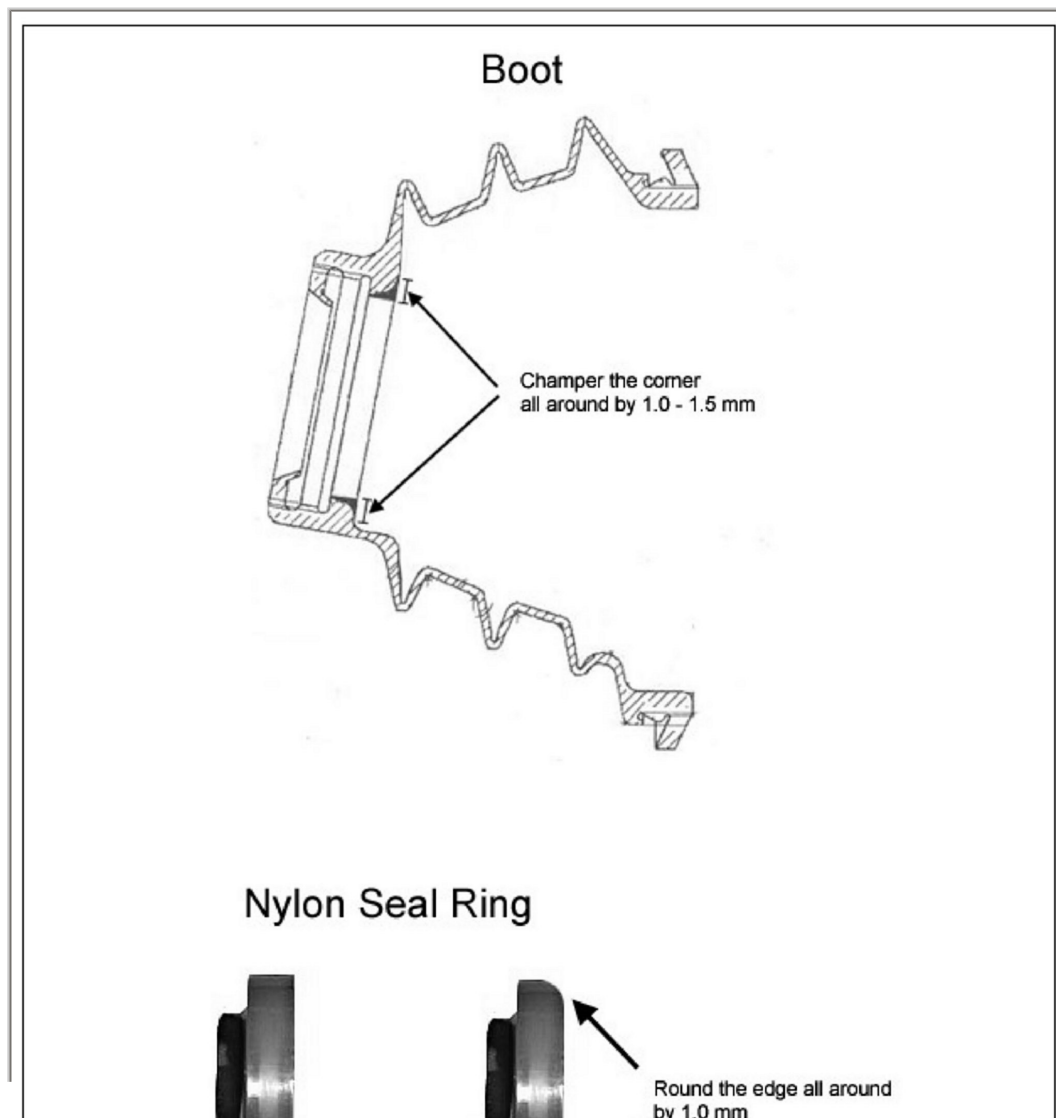 Boot
Champer the corner
all around by 1.0 - 1.5 mm
Nylon Seal Ring
Round the edge all around
by 1.0 mm